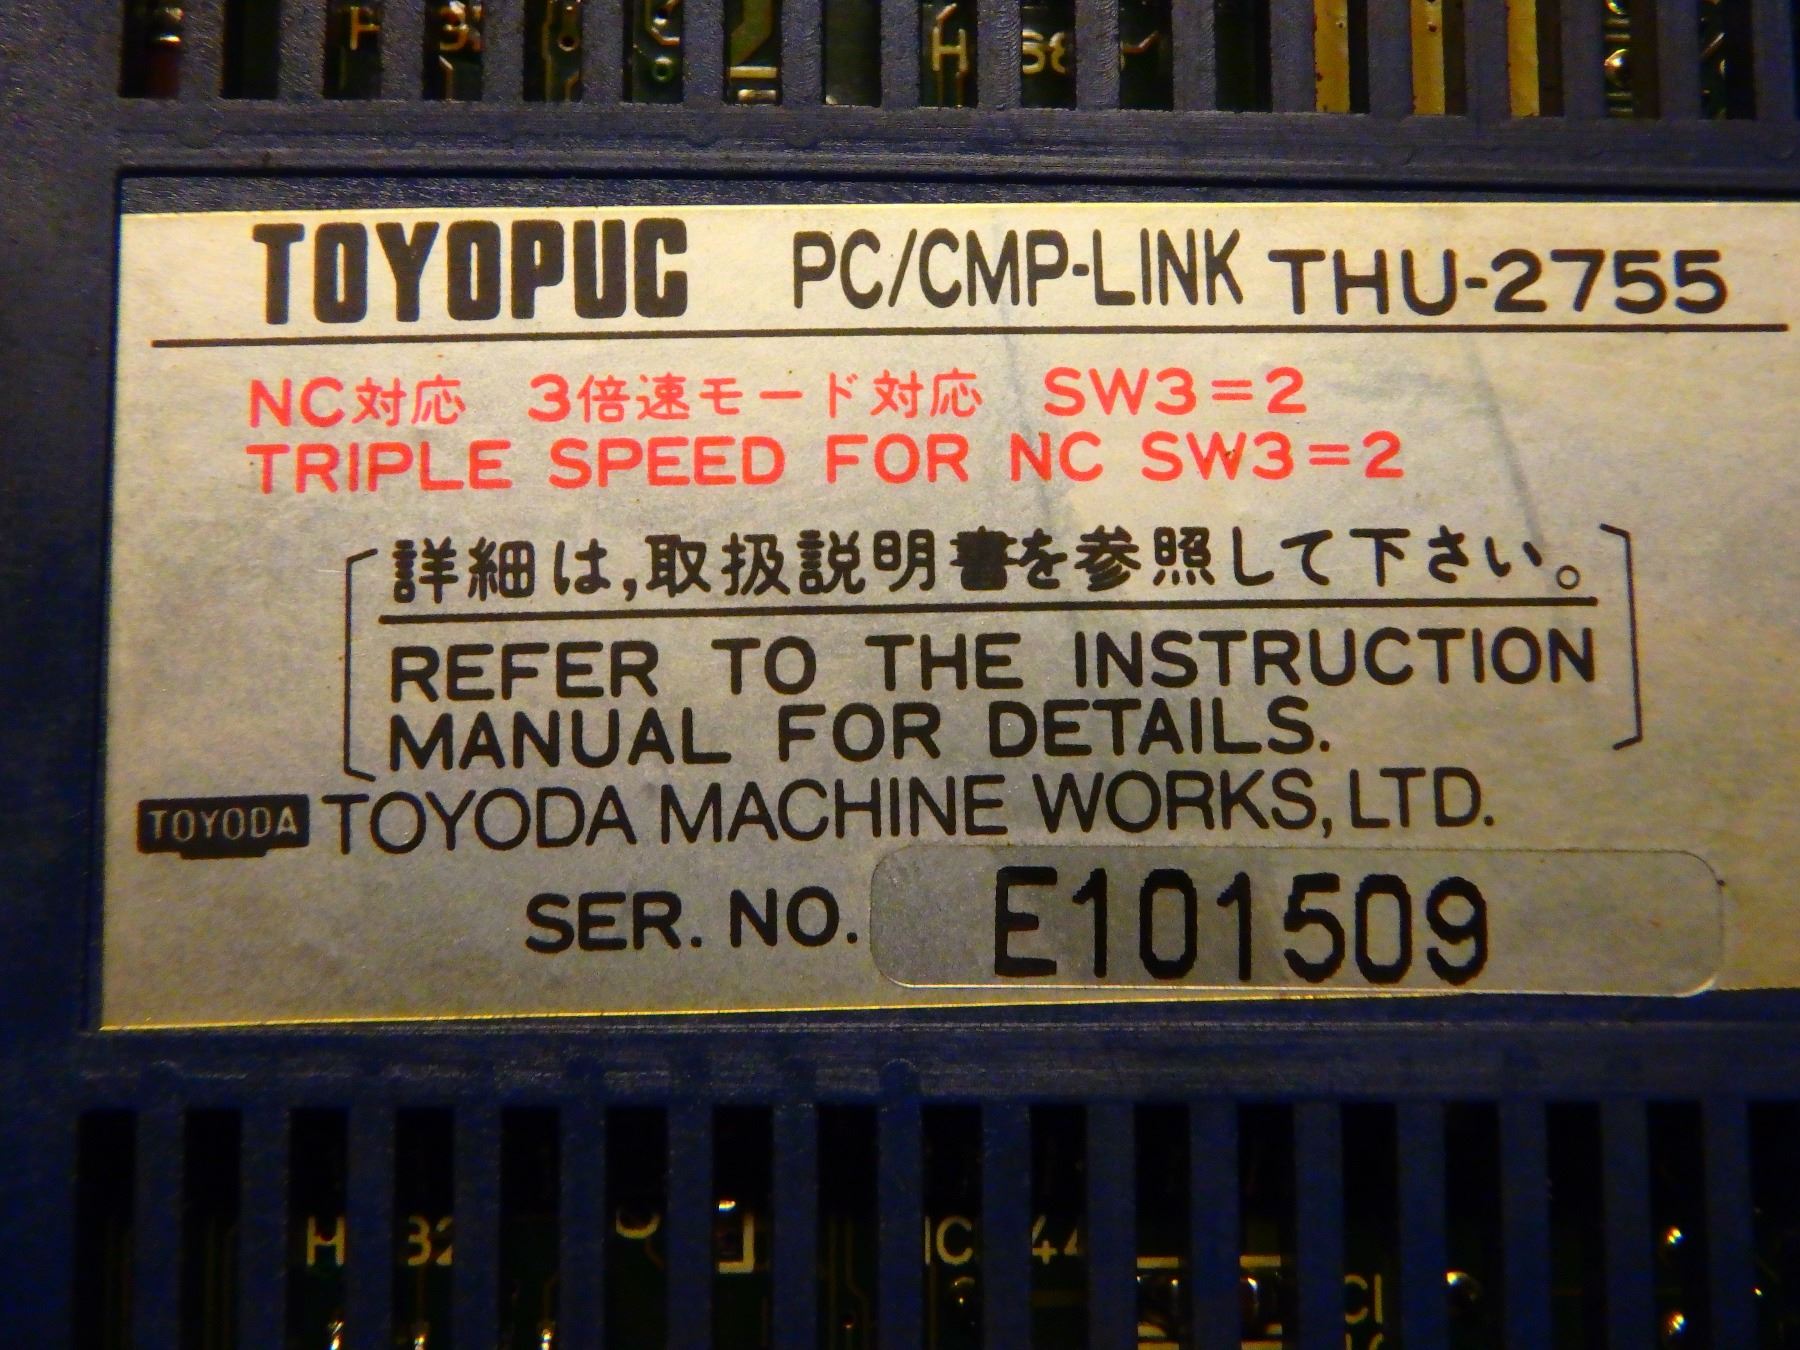 TOYOPUC PC/CMP-LINK THU-2755
NC対応 3倍速モード対応 SW3=2
TRIPLE SPEED FOR NC SW3=2
詳細は,取扱説明書を参照して下さい。
REFER TO THE INSTRUCTION
MANUAL FOR DETAILS.
TOYODA TOYODA MACHINE WORKS, LTD.
SER. NO. E101509